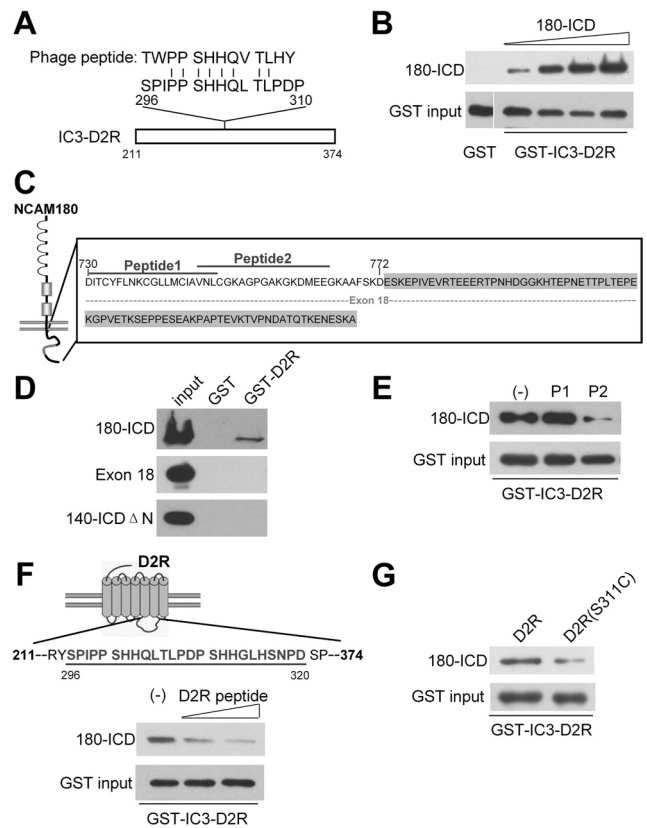 A
Phage peptide: TWPP SHHQV TLHY
SPIPP SHHQL TLPDP
296 310
IC3-D2R
211 374
B
180-ICD
180-ICD
GST input
GST GST-IC3-D2R
C
NCAM180
730 Peptide1 Peptide2 772
DITCYFLNKCGLLMCIAVNLCGKAGPGAKGKDMEEGKAAFSKDESKEPIVEVRTEEERTPNHDGGKHTEPNETTPLTEPE
Exon 18
KGPVETKSEPPESEAKPAPTEVKTVPNDATQTKENESKA
D
input GST GST-D2R
180-ICD
Exon 18
140-ICD Δ N
E
(-) P1 P2
180-ICD
GST input
GST-IC3-D2R
F
D2R
211--RYSPIPP SHHQLTLPDP SHHGLHSNPD SP--374
296 320
(-) D2R peptide
180-ICD
GST input
GST-IC3-D2R
G
D2R D2R(S311C)
180-ICD
GST input
GST-IC3-D2R